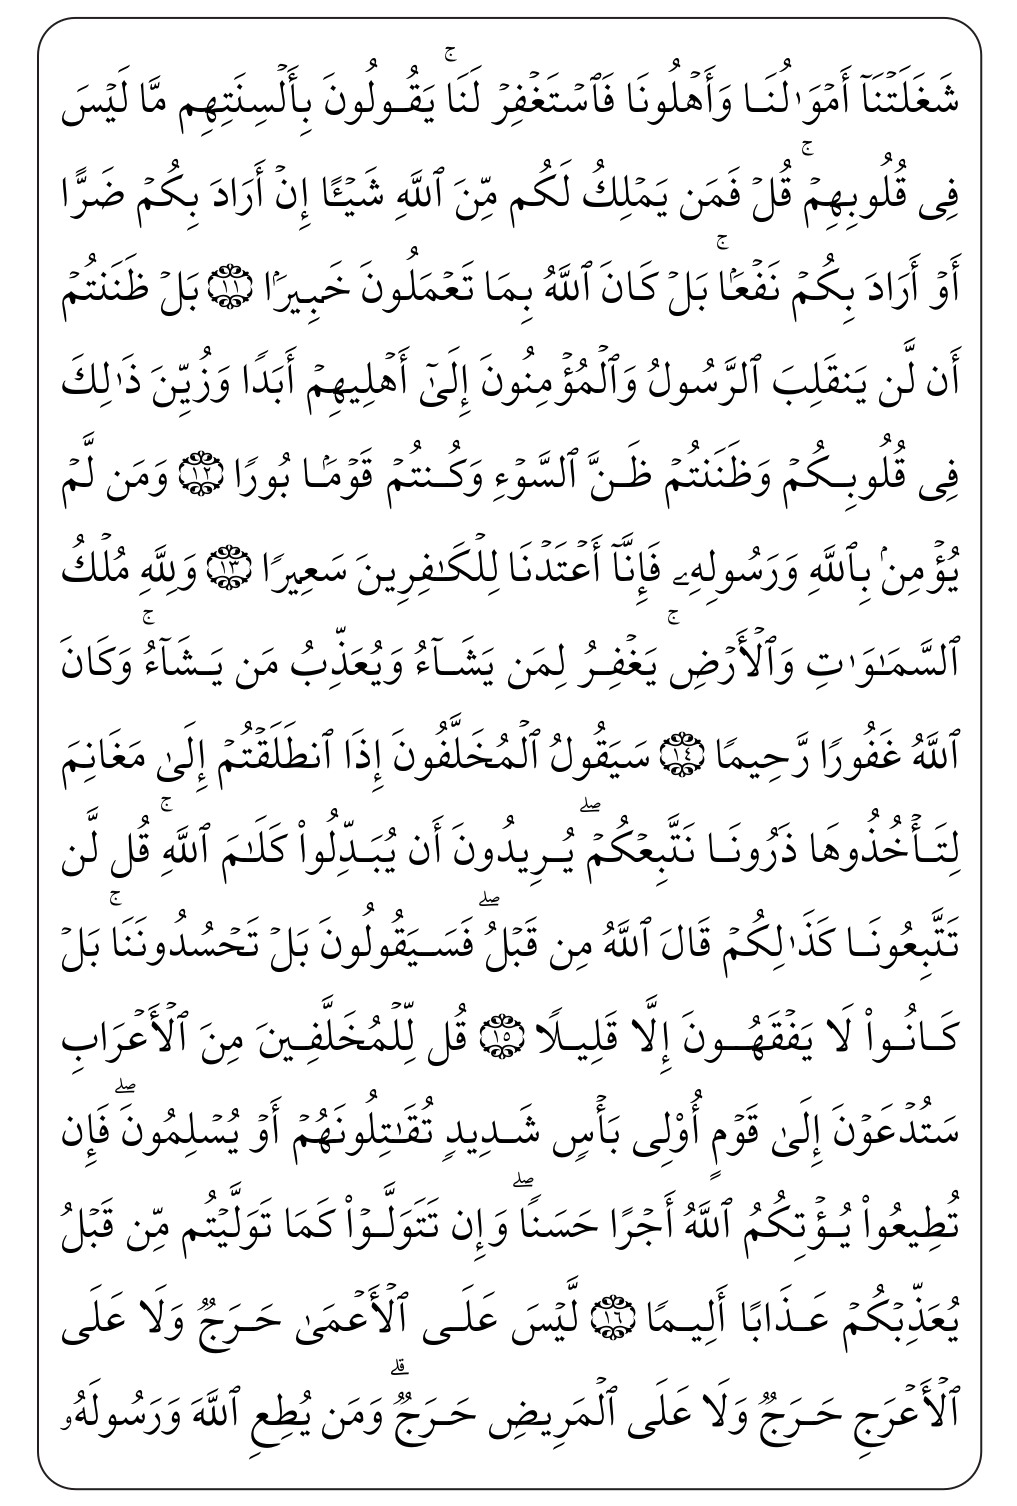 شَغَلَتۡنَآ أَمۡوَٰلُنَا وَأَهۡلُونَا فَٱسۡتَغۡفِرۡ لَنَاۚ يَقُولُونَ بِأَلۡسِنَتِهِم مَّا لَيۡسَ
فِى قُلُوبِهِمۡۚ قُلۡ فَمَن يَمۡلِكُ لَكُم مِّنَ ٱللَّهِ شَيۡـًٔا إِنۡ أَرَادَ بِكُمۡ ضَرًّا
أَوۡ أَرَادَ بِكُمۡ نَفۡعَۢاۚ بَلۡ كَانَ ٱللَّهُ بِمَا تَعۡمَلُونَ خَبِيرَۢا ١١ بَلۡ ظَنَنتُمۡ
أَن لَّن يَنقَلِبَ ٱلرَّسُولُ وَٱلۡمُؤۡمِنُونَ إِلَىٰٓ أَهۡلِيهِمۡ أَبَدًا وَزُيِّنَ ذَٰلِكَ
فِى قُلُوبِكُمۡ وَظَنَنتُمۡ ظَنَّ ٱلسَّوۡءِ وَكُنتُمۡ قَوۡمَۢا بُورًا ١٢ وَمَن لَّمۡ
يُؤۡمِنۢ بِٱللَّهِ وَرَسُولِهِۦ فَإِنَّآ أَعۡتَدۡنَا لِلۡكَـٰفِرِينَ سَعِيرًا ١٣ وَلِلَّهِ مُلۡكُ
ٱلسَّمَـٰوَٰتِ وَٱلۡأَرۡضِۚ يَغۡفِرُ لِمَن يَشَآءُ وَيُعَذِّبُ مَن يَشَآءُۚ وَكَانَ
ٱللَّهُ غَفُورًا رَّحِيمًا ١٤ سَيَقُولُ ٱلۡمُخَلَّفُونَ إِذَا ٱنطَلَقۡتُمۡ إِلَىٰ مَغَانِمَ
لِتَأۡخُذُوهَا ذَرُونَا نَتَّبِعۡكُمۡۖ يُرِيدُونَ أَن يُبَدِّلُوا۟ كَلَـٰمَ ٱللَّهِۚ قُل لَّن
تَتَّبِعُونَا كَذَٰلِكُمۡ قَالَ ٱللَّهُ مِن قَبۡلُۖ فَسَيَقُولُونَ بَلۡ تَحۡسُدُونَنَاۚ بَلۡ
كَانُوا۟ لَا يَفۡقَهُونَ إِلَّا قَلِيلًا ١٥ قُل لِّلۡمُخَلَّفِينَ مِنَ ٱلۡأَعۡرَابِ
سَتُدۡعَوۡنَ إِلَىٰ قَوۡمٍ أُو۟لِى بَأۡسٍ شَدِيدٍ تُقَـٰتِلُونَهُمۡ أَوۡ يُسۡلِمُونَۖ فَإِن
تُطِيعُوا۟ يُؤۡتِكُمُ ٱللَّهُ أَجۡرًا حَسَنًاۖ وَإِن تَتَوَلَّوۡا۟ كَمَا تَوَلَّيۡتُم مِّن قَبۡلُ
يُعَذِّبۡكُمۡ عَذَابًا أَلِيمًا ١٦ لَّيۡسَ عَلَى ٱلۡأَعۡمَىٰ حَرَجٌ وَلَا عَلَى
ٱلۡأَعۡرَجِ حَرَجٌ وَلَا عَلَى ٱلۡمَرِيضِ حَرَجٌۗ وَمَن يُطِعِ ٱللَّهَ وَرَسُولَهُۥ